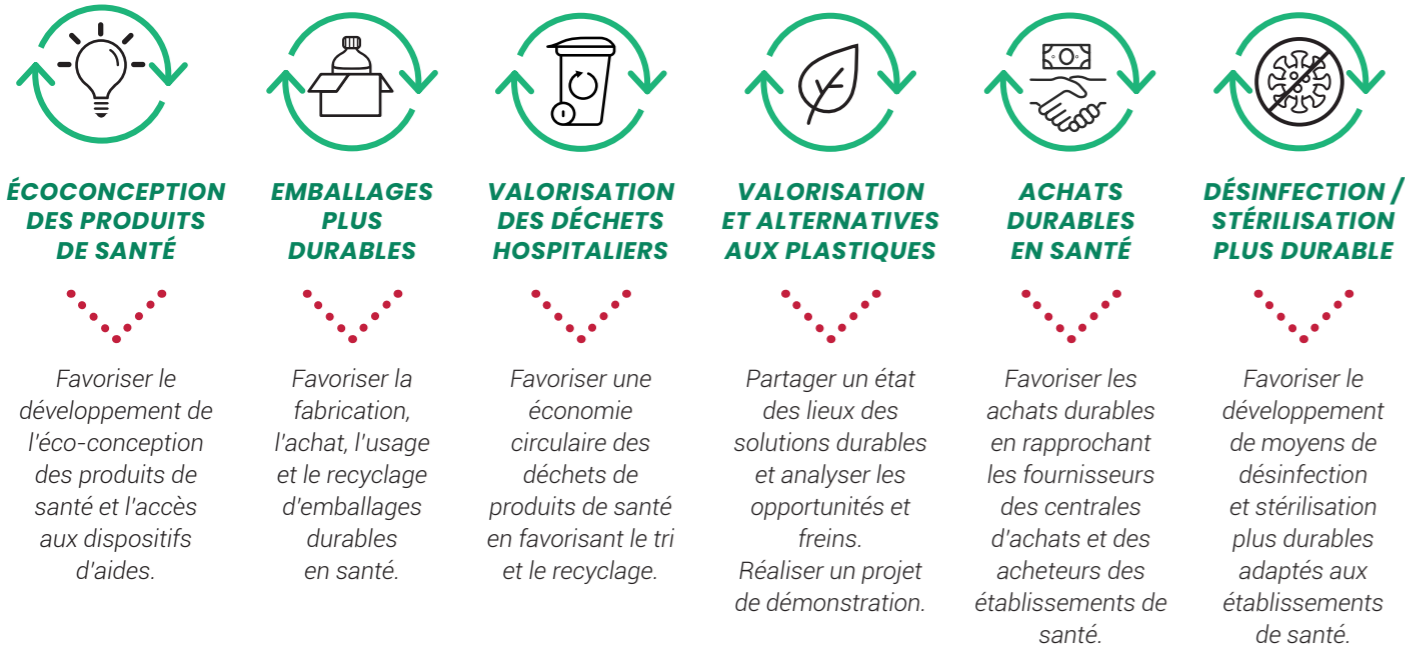 ÉCOCONCEPTION
DES PRODUITS
DE SANTÉ
Favoriser le
développement de
l'éco-conception
des produits de
santé et l'accès
aux dispositifs
d'aides.
EMBALLAGES
PLUS
DURABLES
Favoriser la
fabrication,
l'achat, l'usage
et le recyclage
d'emballages
durables
en santé.
VALORISATION
DES DÉCHETS
HOSPITALIERS
Favoriser une
économie
circulaire des
déchets de
produits de santé
en favorisant le tri
et le recyclage.
VALORISATION
ET ALTERNATIVES
AUX PLASTIQUES
Partager un état
des lieux des
solutions durables
et analyser les
opportunités et
freins.
Réaliser un projet
de démonstration.
ACHATS
DURABLES
EN SANTÉ
Favoriser les
achats durables
en rapprochant
les fournisseurs
des centrales
d'achats et des
acheteurs des
établissements de
santé.
DÉSINFECTION /
STÉRILISATION
PLUS DURABLE
Favoriser le
développement
de moyens de
désinfection
et stérilisation
plus durables
adaptés aux
établissements
de santé.